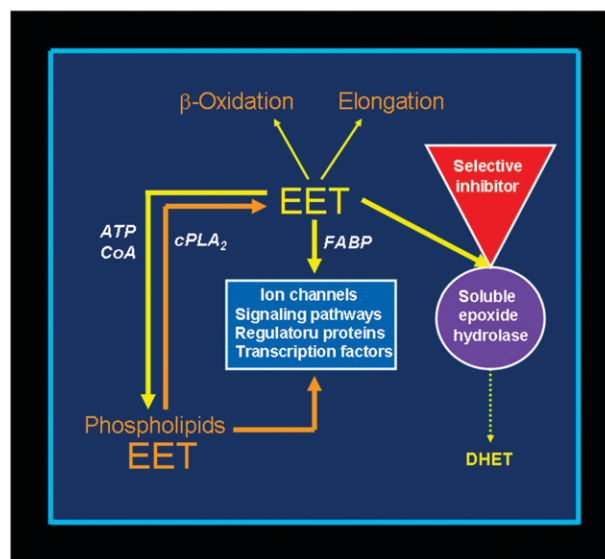 β-Oxidation
Elongation
Selective
inhibitor
EET
ATP
CoA
cPLA₂
FABP
Ion channels
Signaling pathways
Regulatoru proteins
Transcription factors
Soluble
epoxide
hydrolase
Phospholipids
EET
DHET